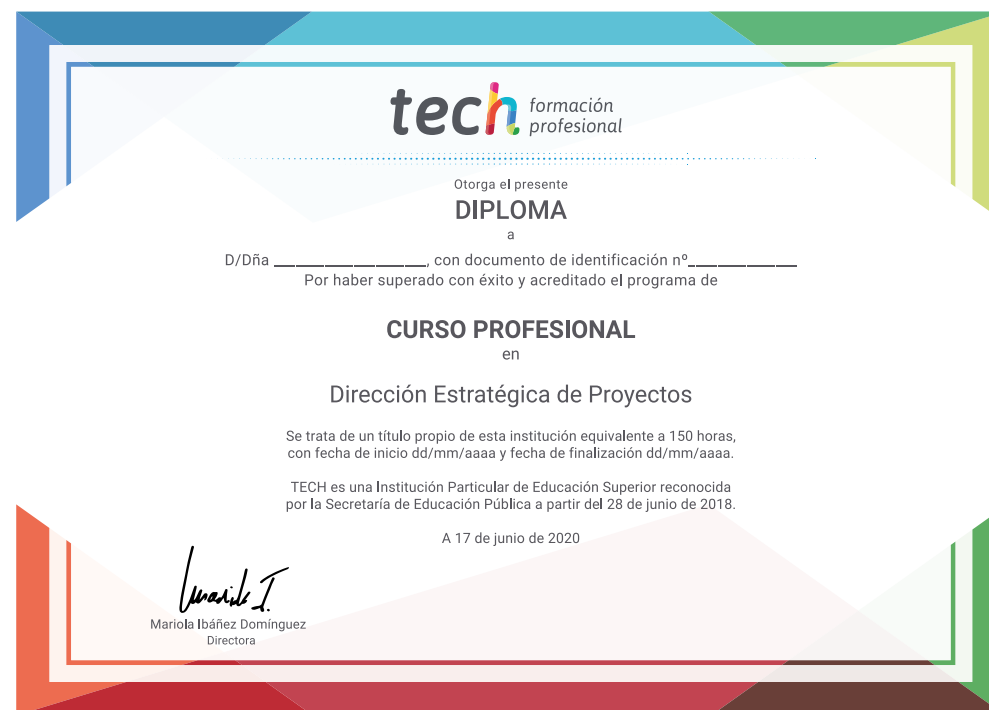 tech formación
profesional
Otorga el presente
DIPLOMA
a
D/Dña ____________________, con documento de identificación nº______________
Por haber superado con éxito y acreditado el programa de
CURSO PROFESIONAL
en
Dirección Estratégica de Proyectos
Se trata de un título propio de esta institución equivalente a 150 horas,
con fecha de inicio dd/mm/aaaa y fecha de finalización dd/mm/aaaa.
TECH es una Institución Particular de Educación Superior reconocida
por la Secretaría de Educación Pública a partir del 28 de junio de 2018.
A 17 de junio de 2020
Mariola Ibáñez Domínguez
Directora